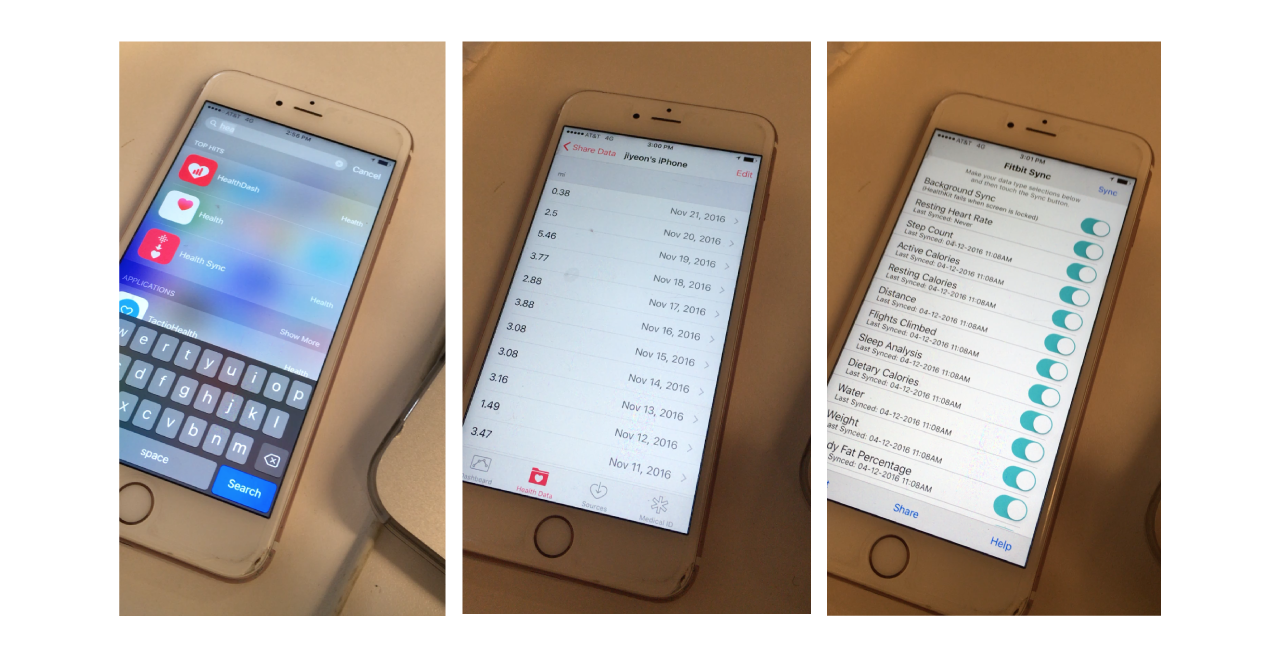 AT&T 4G 2:56 PM
Cancel
TOP HITS
HealthDash Health
Health
Health Sync Health
APPLICATIONS Show More
TactioHealth Health
w e r t y u i o p
d f g h j k l
x c v b n m
space Search
AT&T 4G 3:00 PM
Share Data jiyeon's iPhone Edit
mi
0.38 Nov 21, 2016
2.5 Nov 20, 2016
5.46 Nov 19, 2016
3.77 Nov 18, 2016
2.88 Nov 17, 2016
3.88 Nov 16, 2016
3.08 Nov 15, 2016
3.08 Nov 14, 2016
3.16 Nov 13, 2016
1.49 Nov 12, 2016
3.47 Nov 11, 2016
ashboard Health Data Sources Medical ID
AT&T 4G 3:01 PM
Fitbit Sync Sync
Make your data type selections below
and then touch the Sync button.
Background Sync
(HealthKit fails when screen is locked)
Resting Heart Rate
Last Synced: Never
Step Count
Last Synced: 04-12-2016 11:08AM
Active Calories
Last Synced: 04-12-2016 11:08AM
Resting Calories
Last Synced: 04-12-2016 11:08AM
Distance
Last Synced: 04-12-2016 11:08AM
Flights Climbed
Last Synced: 04-12-2016 11:08AM
Sleep Analysis
Last Synced: 04-12-2016 11:08AM
Dietary Calories
Last Synced: 04-12-2016 11:08AM
Water
Last Synced: 04-12-2016 11:08AM
Weight
Last Synced: 04-12-2016 11:08AM
dy Fat Percentage
Synced: 04-12-2016 11:08AM
Share Help